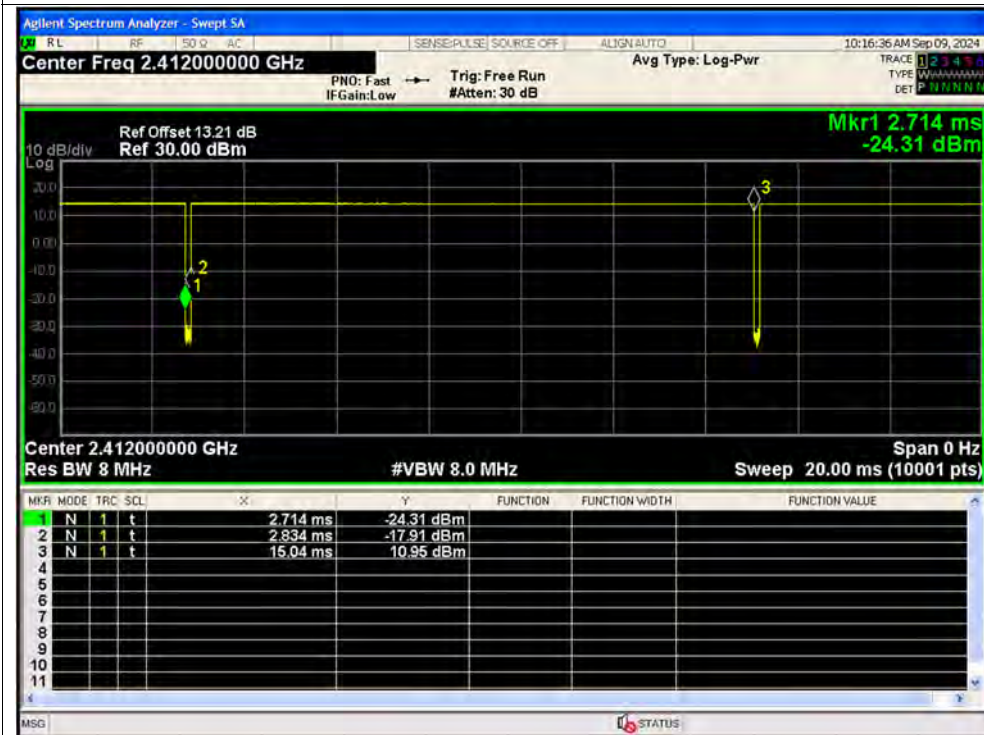 Agilent Spectrum Analyzer - Swept SA
RL RF 50 Ω AC SENSE:PULSE SOURCE OFF ALIGN AUTO 10:16:36 AM Sep 09, 2024
Center Freq 2.412000000 GHz
PNO: Fast
IFGain:Low
Trig: Free Run
#Atten: 30 dB
Avg Type: Log-Pwr
TRACE 1 2 3 4 5 6
TYPE W
DET P N N N N N
Mkr1 2.714 ms
-24.31 dBm
10 dB/div
Log
Ref Offset 13.21 dB
Ref 30.00 dBm
20.0
10.0
0.00
-10.0
-20.0
-30.0
-40.0
-50.0
-60.0
1
2
3
Center 2.412000000 GHz
Span 0 Hz
Res BW 8 MHz
#VBW 8.0 MHz
Sweep 20.00 ms (10001 pts)
MKR MODE TRC SCL X Y FUNCTION FUNCTION WIDTH FUNCTION VALUE
1 N 1 t 2.714 ms -24.31 dBm
2 N 1 t 2.834 ms -17.91 dBm
3 N 1 t 15.04 ms 10.95 dBm
4
5
6
7
8
9
10
11
MSG STATUS